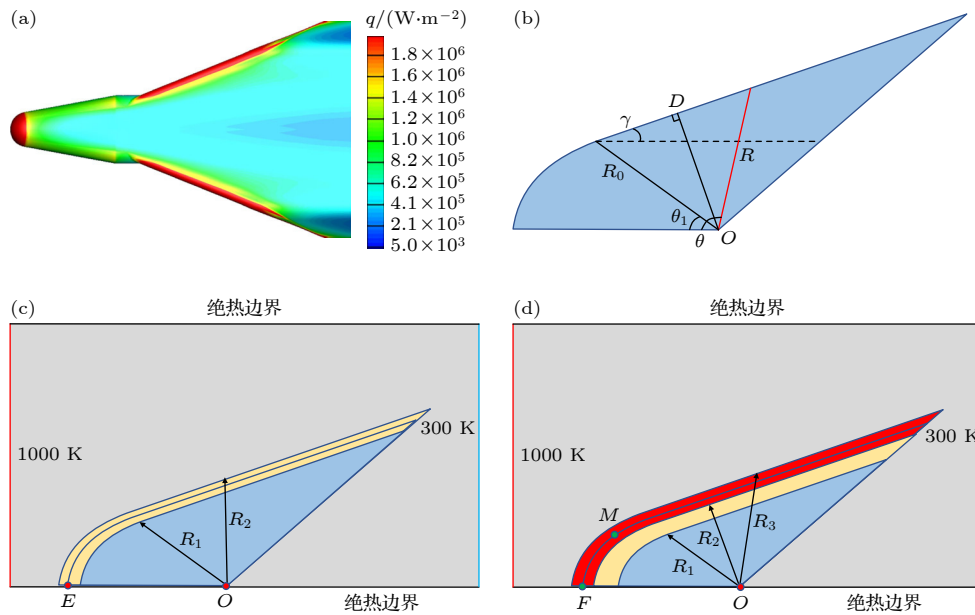 (a)
q/(W·m⁻²)
1.8×10⁶
1.6×10⁶
1.4×10⁶
1.2×10⁶
1.0×10⁶
8.2×10⁵
6.2×10⁵
4.1×10⁵
2.1×10⁵
5.0×10³
(b)
D
γ
R
R₀
θ₁
θ
O
(c)
绝热边界
1000 K
300 K
R₁
R₂
E
O
绝热边界
(d)
绝热边界
1000 K
300 K
M
R₃
R₂
R₁
F
O
绝热边界